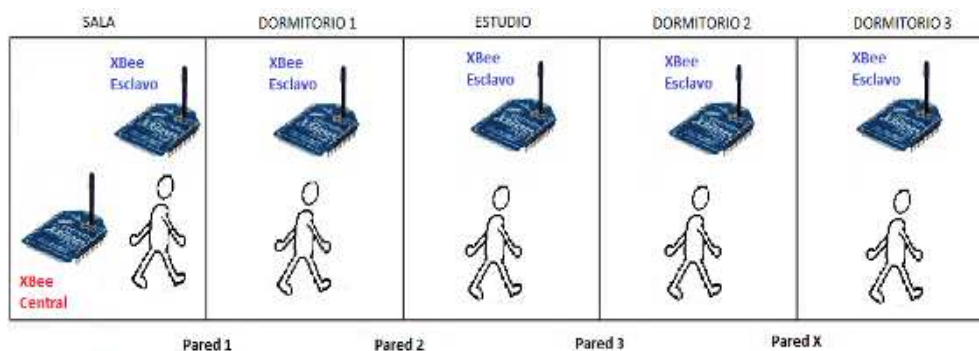 SALA
DORMITORIO 1
ESTUDIO
DORMITORIO 2
DORMITORIO 3
XBee
Esclavo
XBee
Esclavo
XBee
Esclavo
XBee
Esclavo
XBee
Esclavo
XBee
Central
Pared 1
Pared 2
Pared 3
Pared X